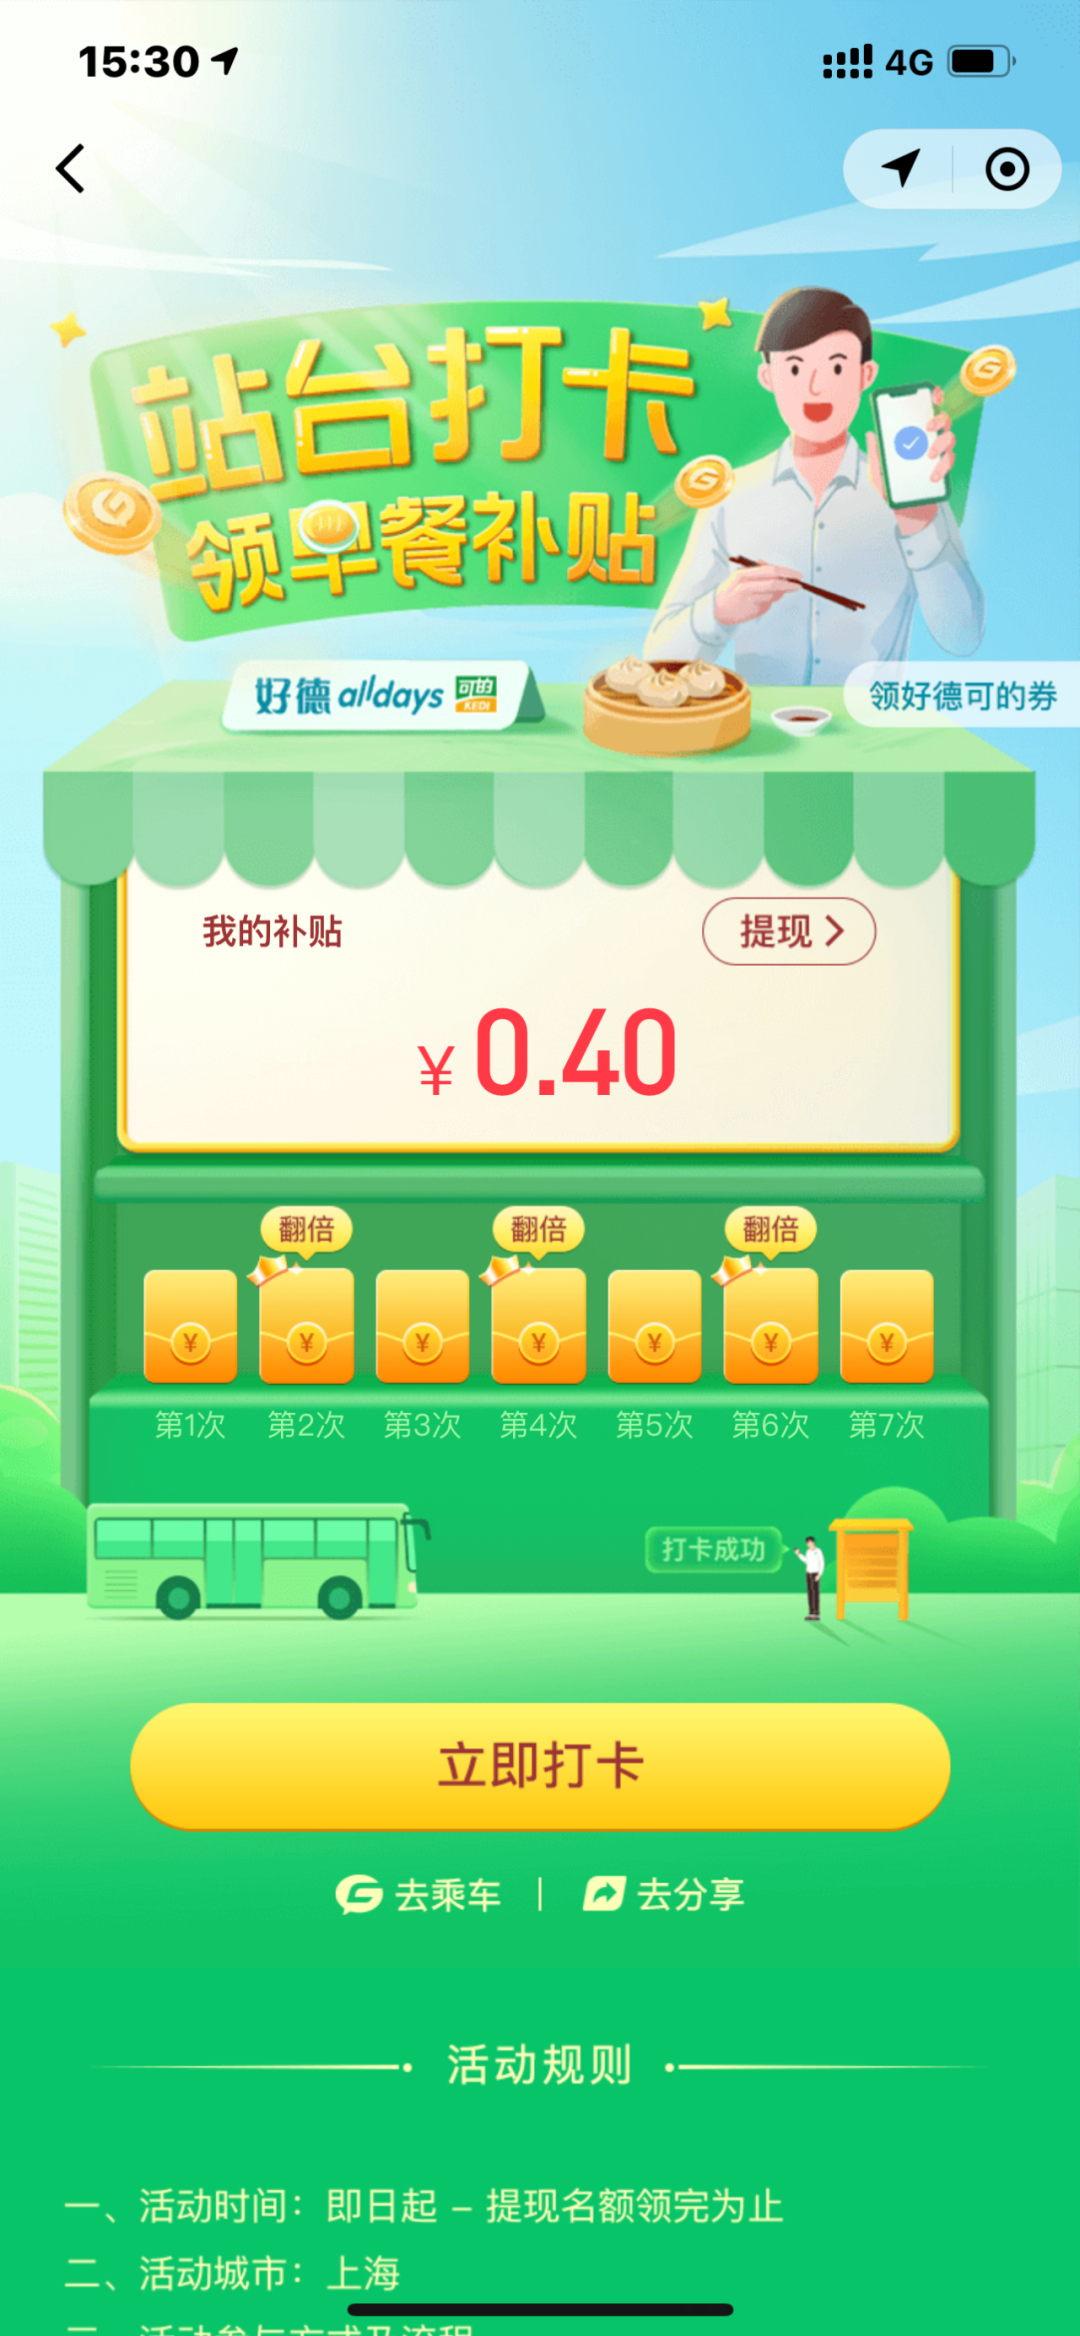 15:30
4G
站台打卡
领早餐补贴
好德 alldays 可的 KEDI
领好德可的券
我的补贴
提现
¥ 0.40
翻倍 翻倍 翻倍
¥ ¥ ¥ ¥ ¥ ¥ ¥
第1次 第2次 第3次 第4次 第5次 第6次 第7次
打卡成功
立即打卡
去乘车 | 去分享
活动规则
一、活动时间：即日起 – 提现名额领完为止
二、活动城市：上海